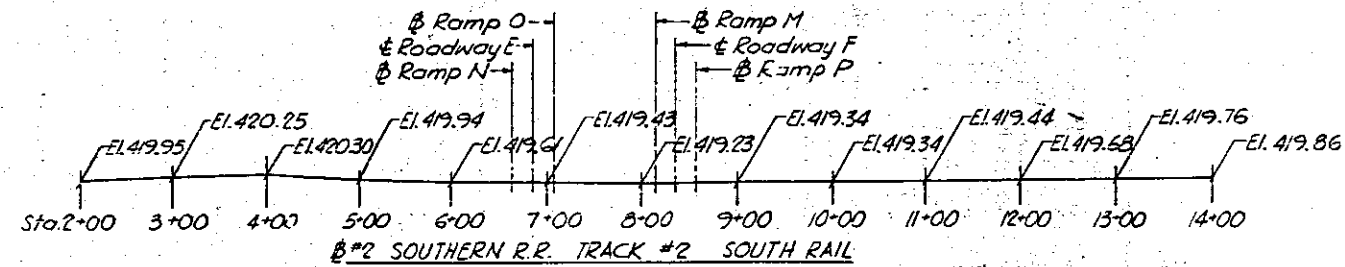 ℄ Ramp O
℄ Ramp M
℄ Roadway E
℄ Roadway F
℄ Ramp N
℄ Ramp P
El. 419.95
El. 420.25
El. 420.30
El. 419.94
El. 419.61
El. 419.43
El. 419.23
El. 419.34
El. 419.34
El. 419.44
El. 419.68
El. 419.76
El. 419.86
Sta. 2+00 3+00 4+00 5+00 6+00 7+00 8+00 9+00 10+00 11+00 12+00 13+00 14+00
℄ #2 SOUTHERN R.R. TRACK #2 SOUTH RAIL